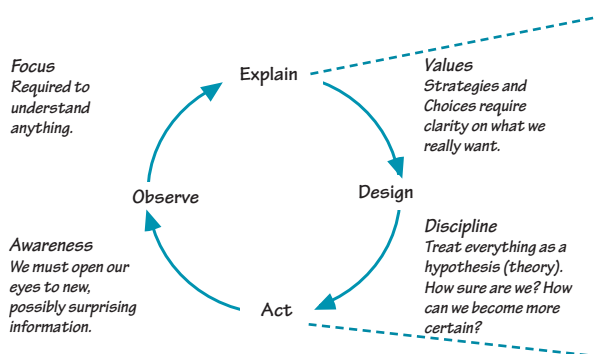 Explain
Focus
Required to
understand
anything.
Values
Strategies and
Choices require
clarity on what we
really want.
Observe
Design
Awareness
We must open our
eyes to new,
possibly surprising
information.
Discipline
Treat everything as a
hypothesis (theory).
How sure are we? How
can we become more
certain?
Act